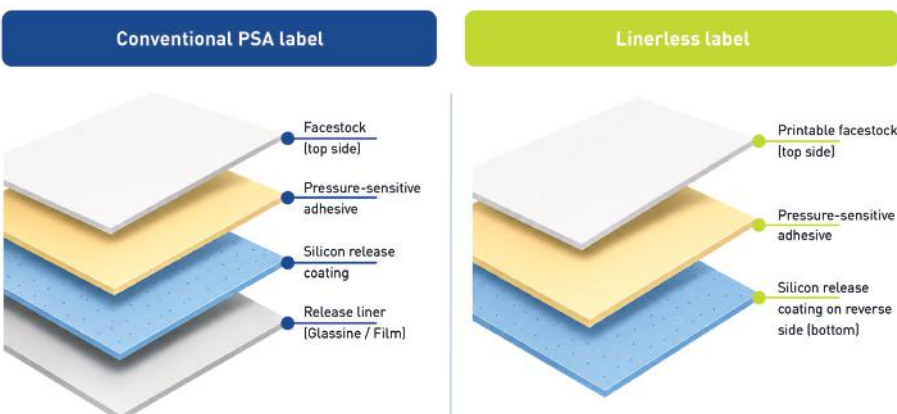 Conventional PSA label
Facestock
(top side)
Pressure-sensitive
adhesive
Silicon release
coating
Release liner
(Glassine / Film)
Linerless label
Printable facestock
(top side)
Pressure-sensitive
adhesive
Silicon release
coating on reverse
side (bottom)